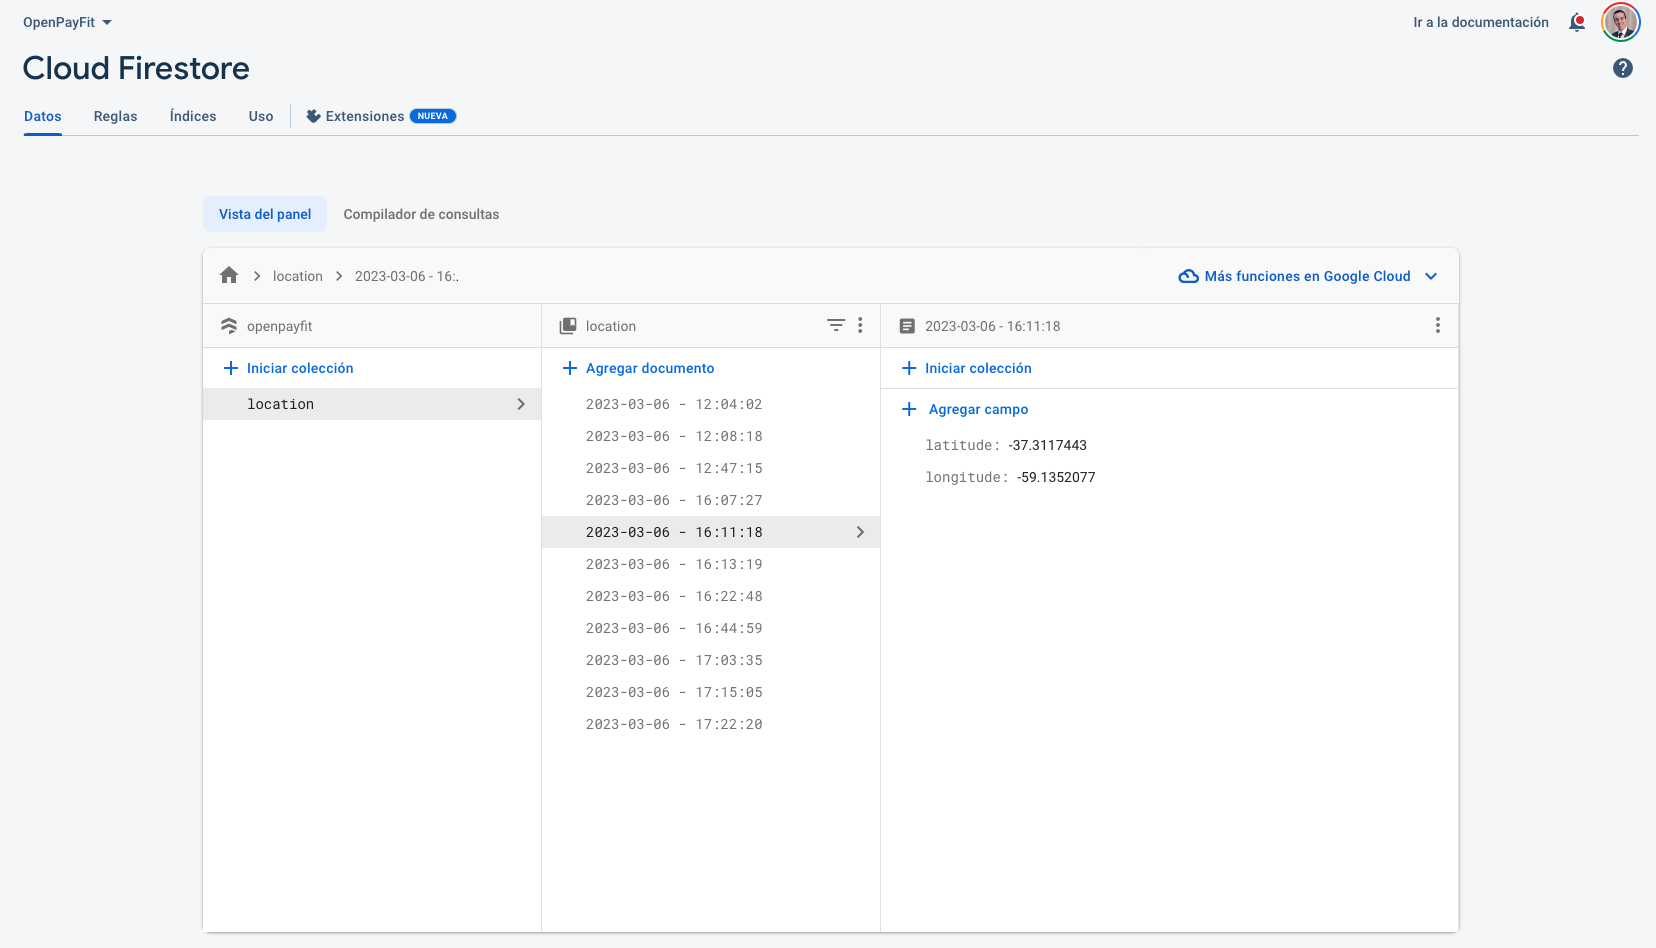 OpenPayFit
Ir a la documentación
Cloud Firestore
?
Datos Reglas Índices Uso Extensiones NUEVA
Vista del panel Compilador de consultas
location 2023-03-06 - 16:.
Más funciones en Google Cloud
openpayfit
Iniciar colección
location
location
Agregar documento
2023-03-06 - 12:04:02
2023-03-06 - 12:08:18
2023-03-06 - 12:47:15
2023-03-06 - 16:07:27
2023-03-06 - 16:11:18
2023-03-06 - 16:13:19
2023-03-06 - 16:22:48
2023-03-06 - 16:44:59
2023-03-06 - 17:03:35
2023-03-06 - 17:15:05
2023-03-06 - 17:22:20
2023-03-06 - 16:11:18
Iniciar colección
Agregar campo
latitude: -37.3117443
longitude: -59.1352077